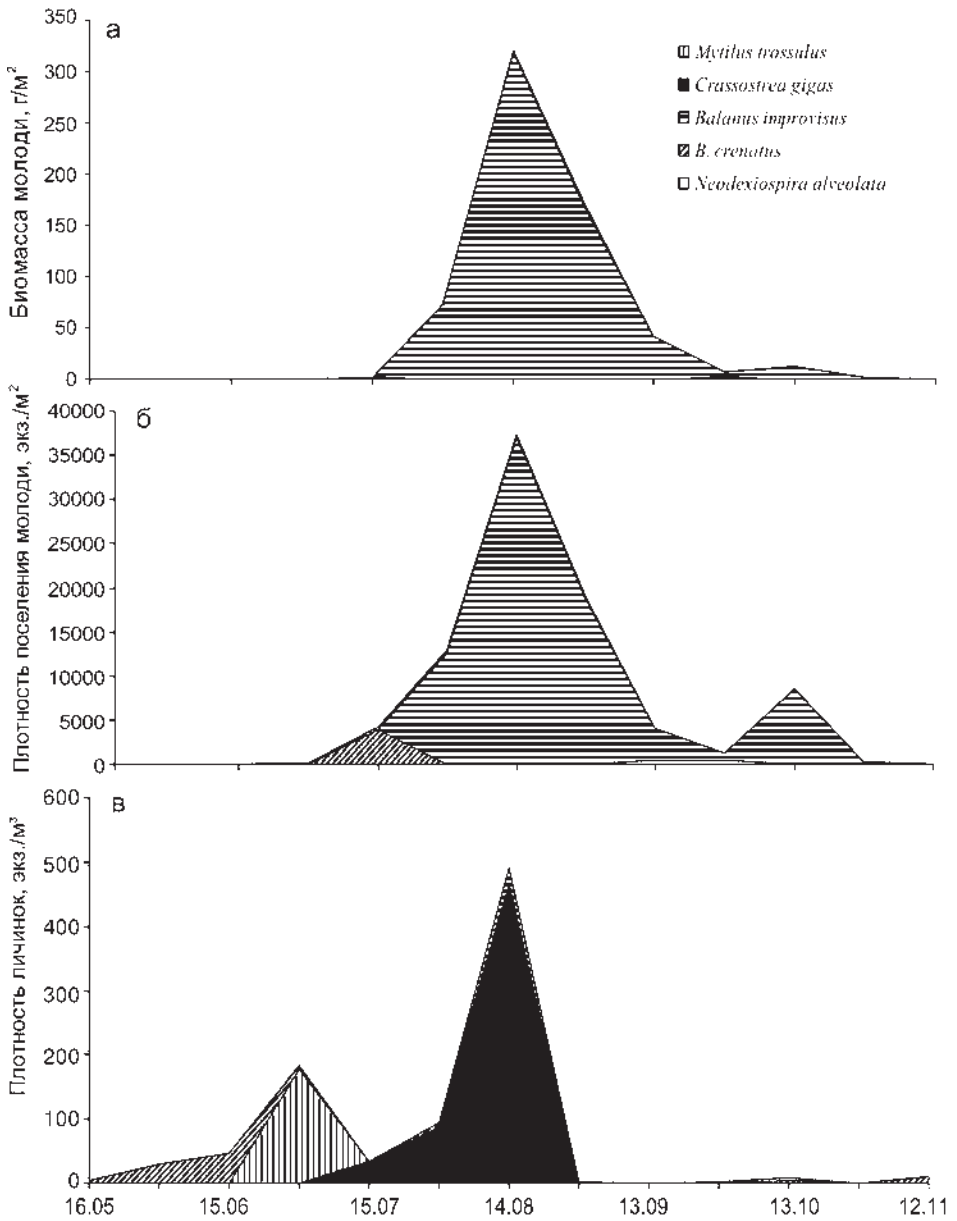 а
Биомасса молоди, г/м²
350
300
250
200
150
100
50
0
Mytilus trossulus
Crassostrea gigas
Balanus improvisus
B. crenatus
Neodexiospira alveolata
б
Плотность поселения молоди, экз./м²
40000
35000
30000
25000
20000
15000
10000
5000
0
в
Плотность личинок, экз./м³
600
500
400
300
200
100
0
16.05 15.06 15.07 14.08 13.09 13.10 12.11